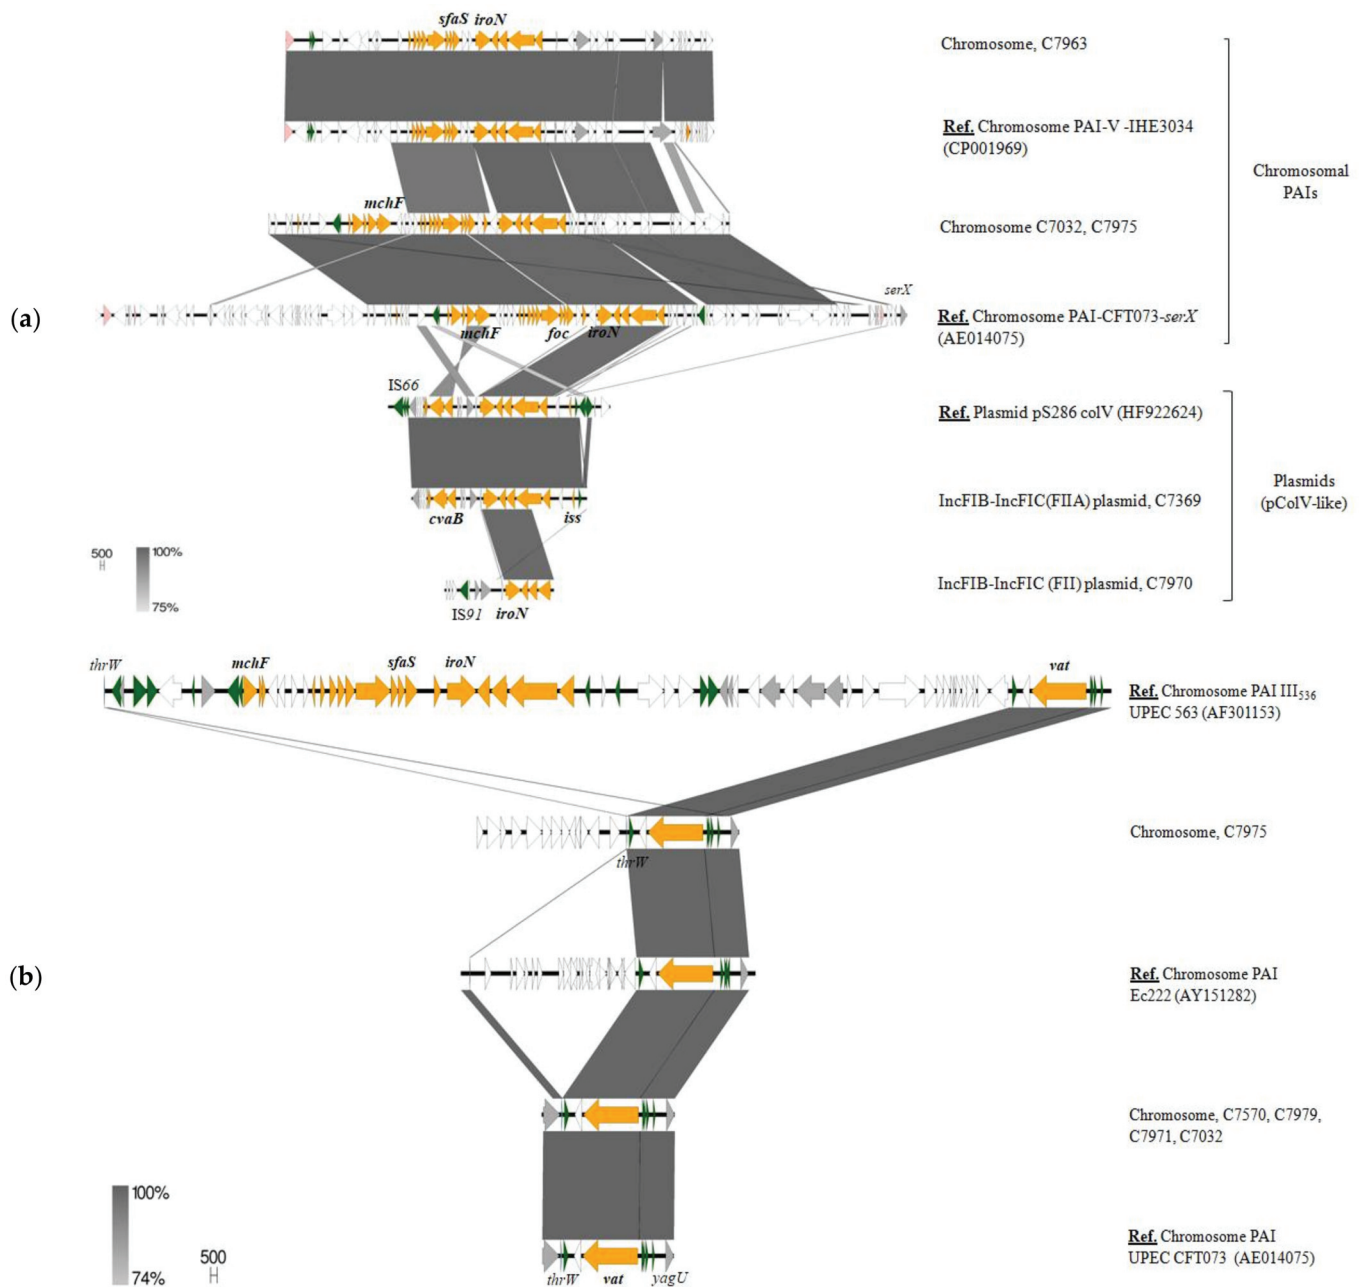 sfaS iroN
Chromosome, C7963
Ref. Chromosome PAI-V -IHE3034
(CP001969)
Chromosomal
PAIs
mchF
Chromosome C7032, C7975
(a)
serX
mchF
foc
iroN
Ref. Chromosome PAI-CFT073-serX
(AE014075)
IS66
Ref. Plasmid pS286 colV (HF922624)
Plasmids
(pColV-like)
cvaB
iss
IncFIB-IncFIC(FIIA) plasmid, C7369
500
100%
75%
IS91 iroN
IncFIB-IncFIC (FII) plasmid, C7970
thrW
mchF
sfaS
iroN
vat
Ref. Chromosome PAI III536
UPEC 563 (AF301153)
thrW
Chromosome, C7975
(b)
Ref. Chromosome PAI
Ec222 (AY151282)
Chromosome, C7570, C7979,
C7971, C7032
100%
74%
500
thrW
vat
yagU
Ref. Chromosome PAI
UPEC CFT073 (AE014075)